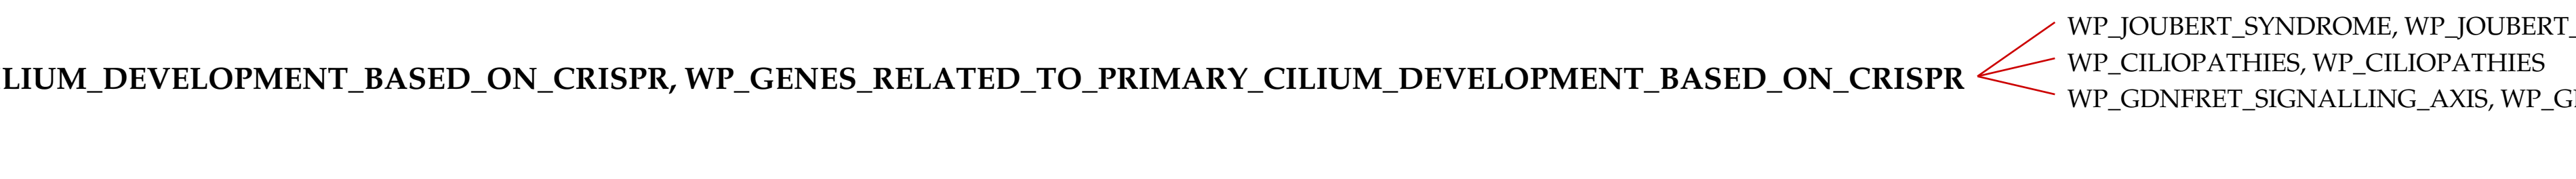 WP_JOUBERT_SYNDROME, WP_JOUBERT_
LIUM_DEVELOPMENT_BASED_ON_CRISPR, WP_GENES_RELATED_TO_PRIMARY_CILIUM_DEVELOPMENT_BASED_ON_CRISPR
WP_CILIOPATHIES, WP_CILIOPATHIES
WP_GDNFRET_SIGNALLING_AXIS, WP_G